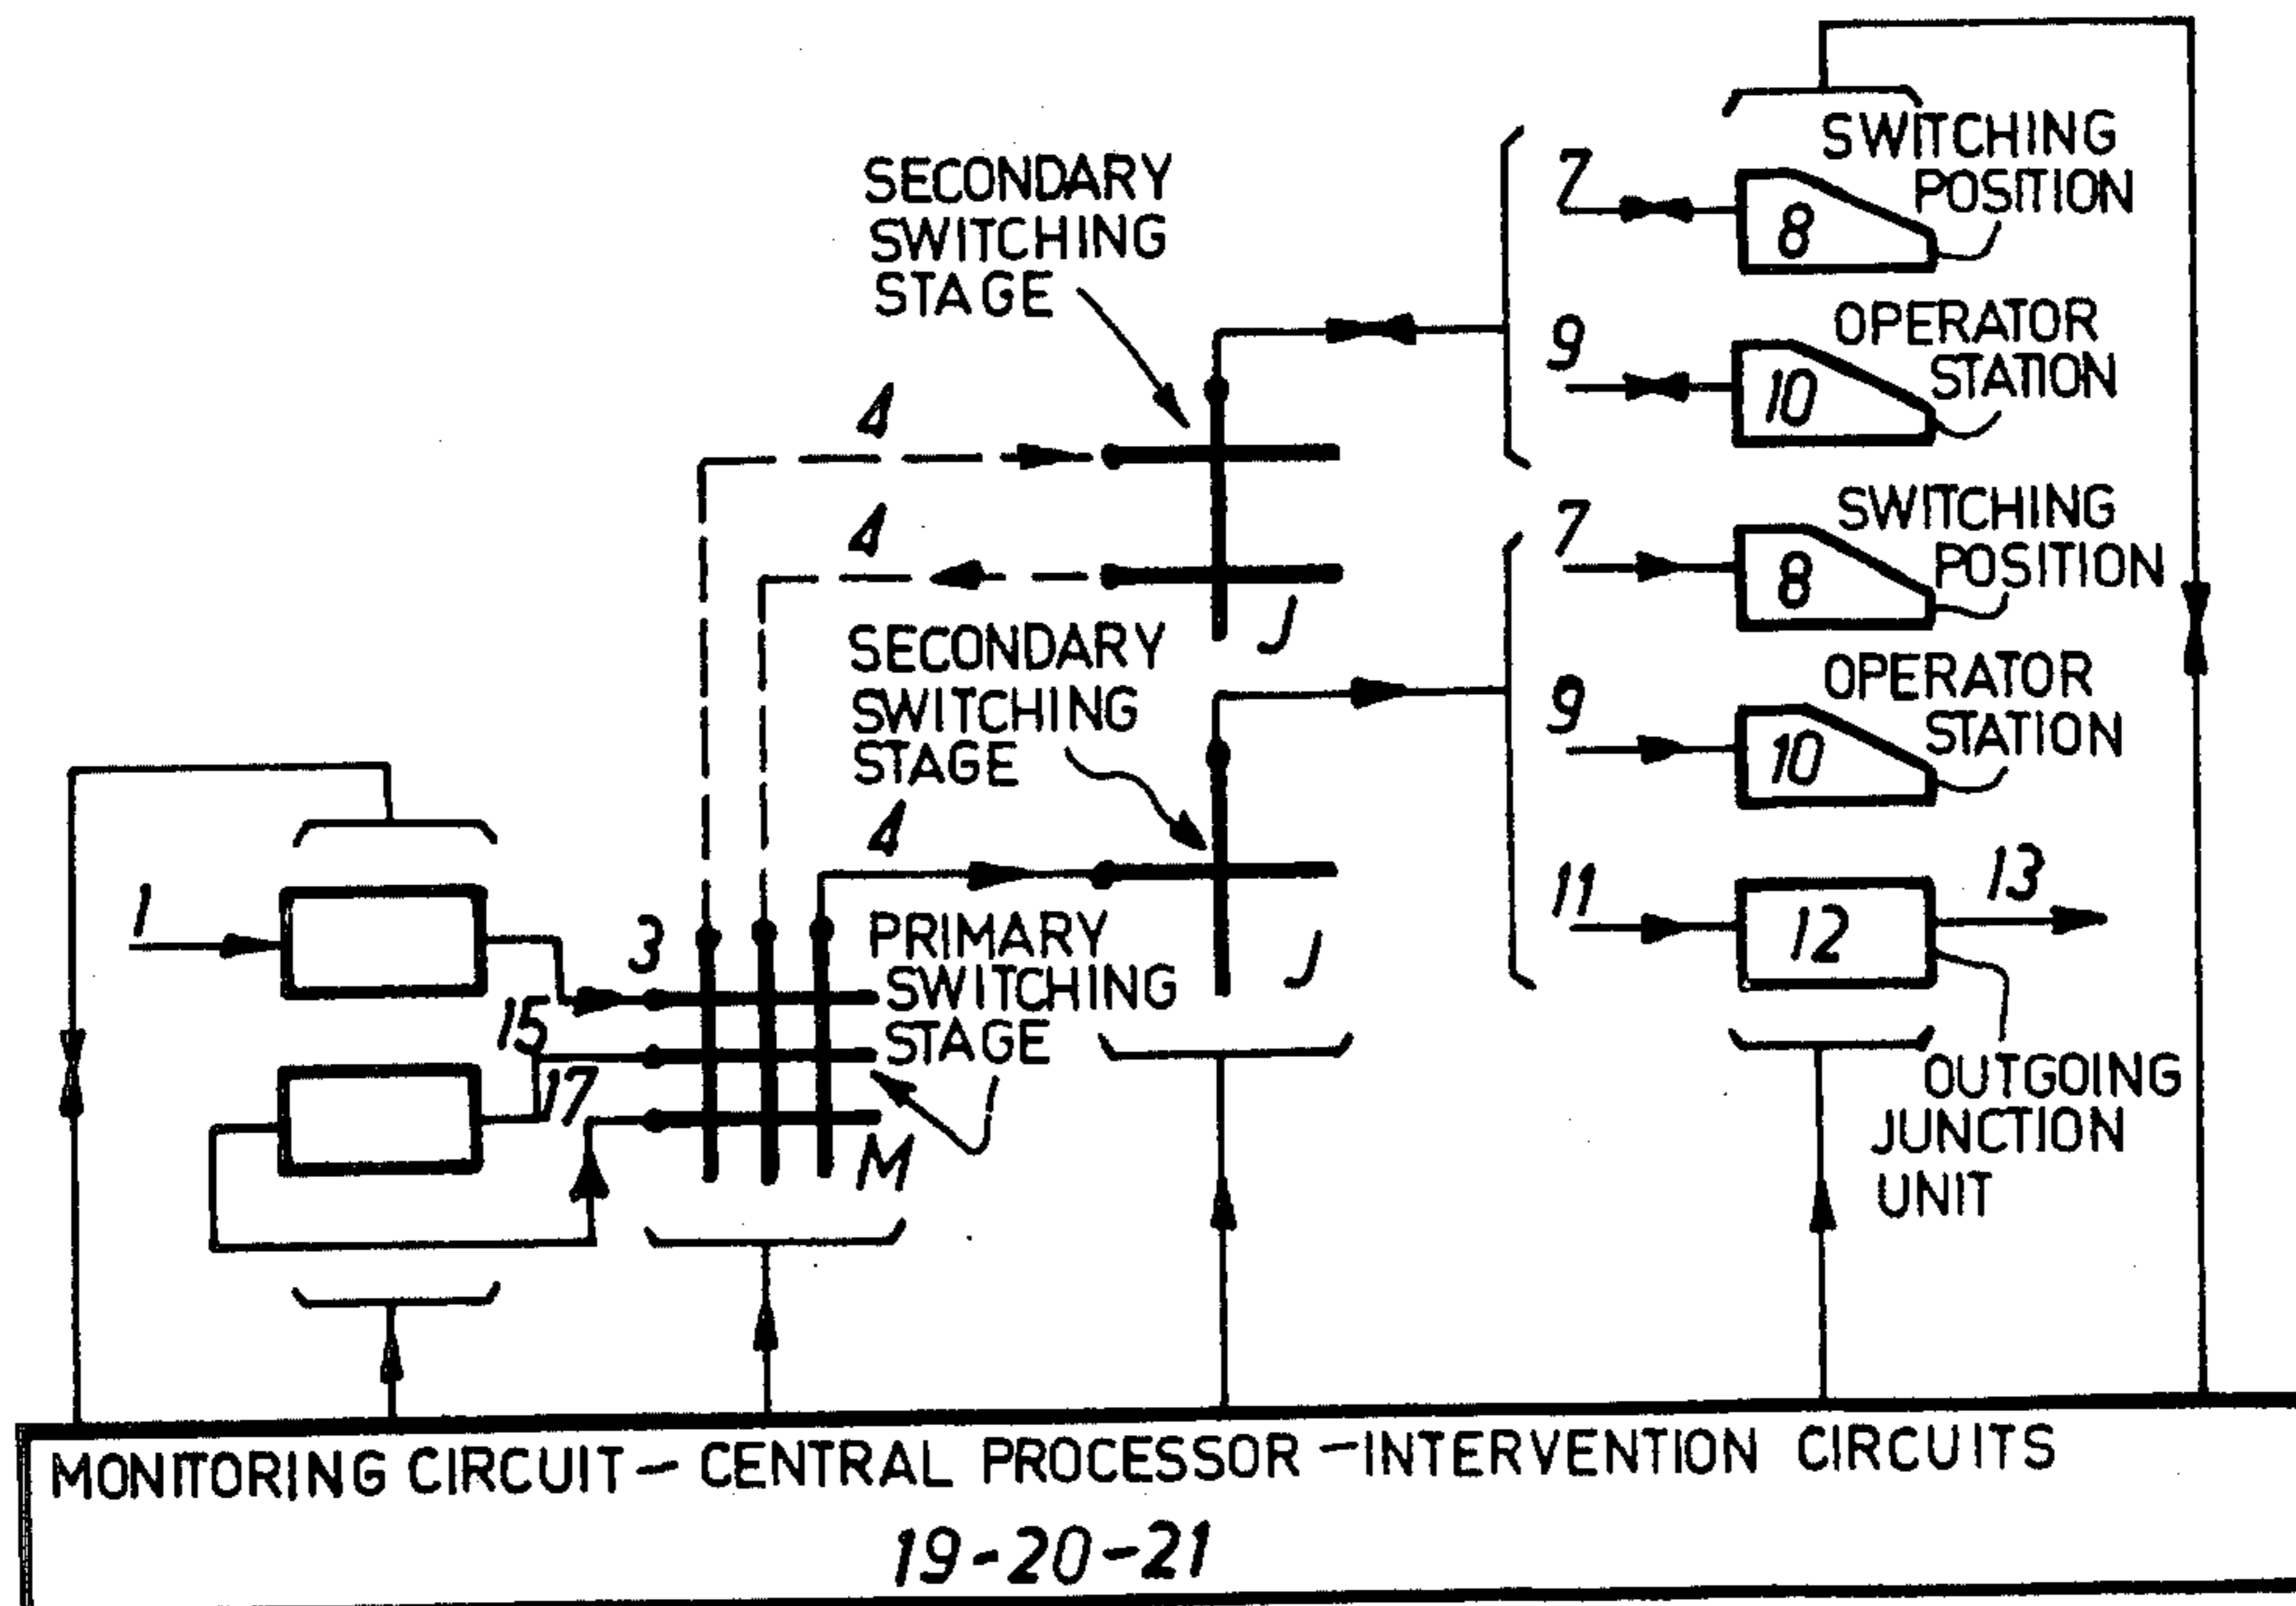 SWITCHING
POSITION
7
8
SECONDARY
SWITCHING
STAGE
OPERATOR
STATION
9
10
4
4
SWITCHING
POSITION
7
8
J
SECONDARY
SWITCHING
STAGE
OPERATOR
STATION
9
10
4
1
3
PRIMARY
SWITCHING
STAGE
J
11
12
13
15
17
M
OUTGOING
JUNCTION
UNIT
MONITORING CIRCUIT - CENTRAL PROCESSOR - INTERVENTION CIRCUITS
19-20-21